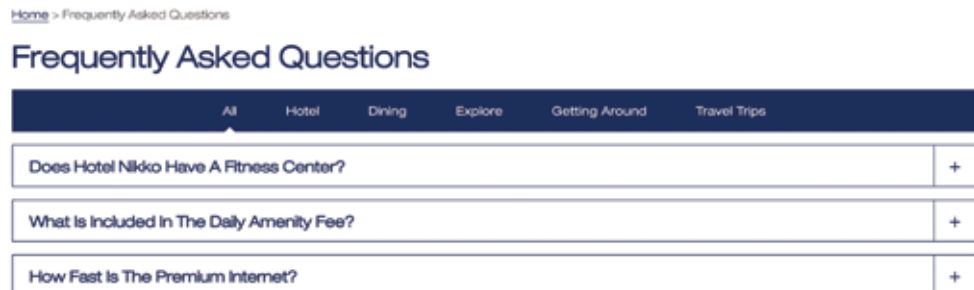 Home > Frequently Asked Questions
Frequently Asked Questions
All Hotel Dining Explore Getting Around Travel Trips
Does Hotel Nikko Have A Fitness Center? +
What Is Included In The Daily Amenity Fee? +
How Fast Is The Premium Internet? +